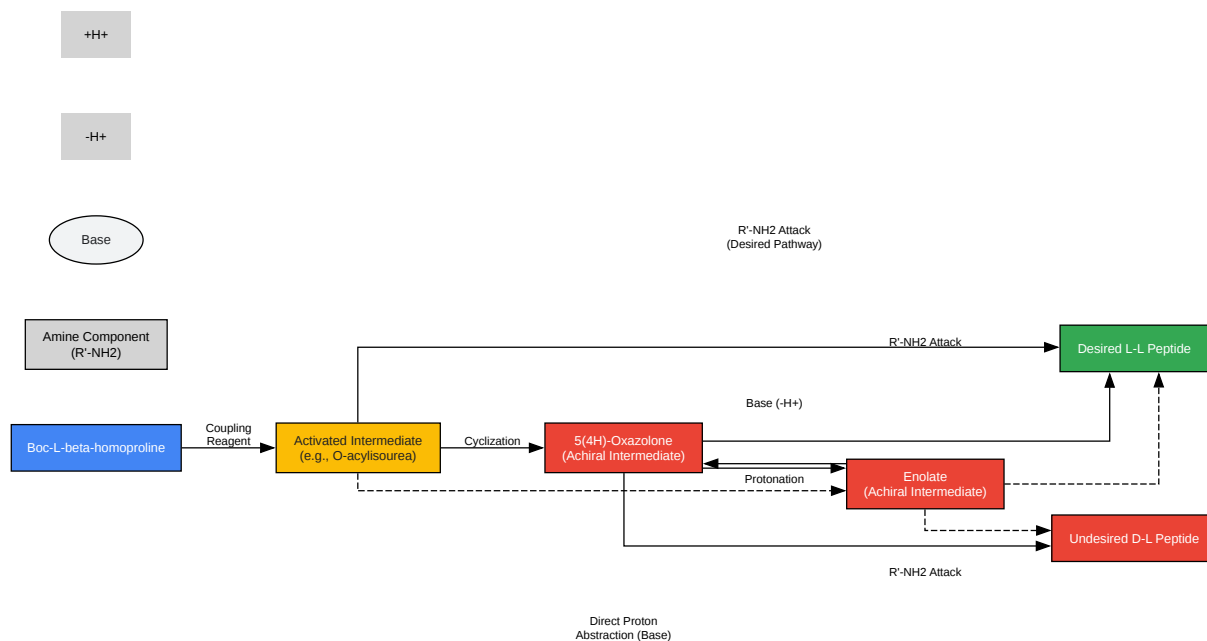 +H+
-H+
Base
R'-NH2 Attack
(Desired Pathway)
Amine Component
(R'-NH2)
R'-NH2 Attack
Desired L-L Peptide
Base (-H+)
Boc-L-beta-homoproline
Coupling
Reagent
Activated Intermediate
(e.g., O-acylisourea)
Cyclization
5(4H)-Oxazolone
(Achiral Intermediate)
Protonation
Enolate
(Achiral Intermediate)
Undesired D-L Peptide
R'-NH2 Attack
Direct Proton
Abstraction (Base)